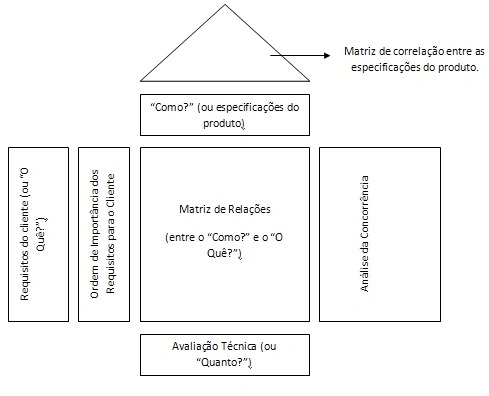 Matriz de correlação entre as
especificações do produto.
“Como?” (ou especificações do
produto)
Requisitos do cliente (ou “O
Quê?”)
Ordem de Importância dos
Requisitos para o Cliente
Matriz de Relações
(entre o “Como?” e o “O
Quê?”)
Análise da Concorrência
Avaliação Técnica (ou
“Quanto?”)